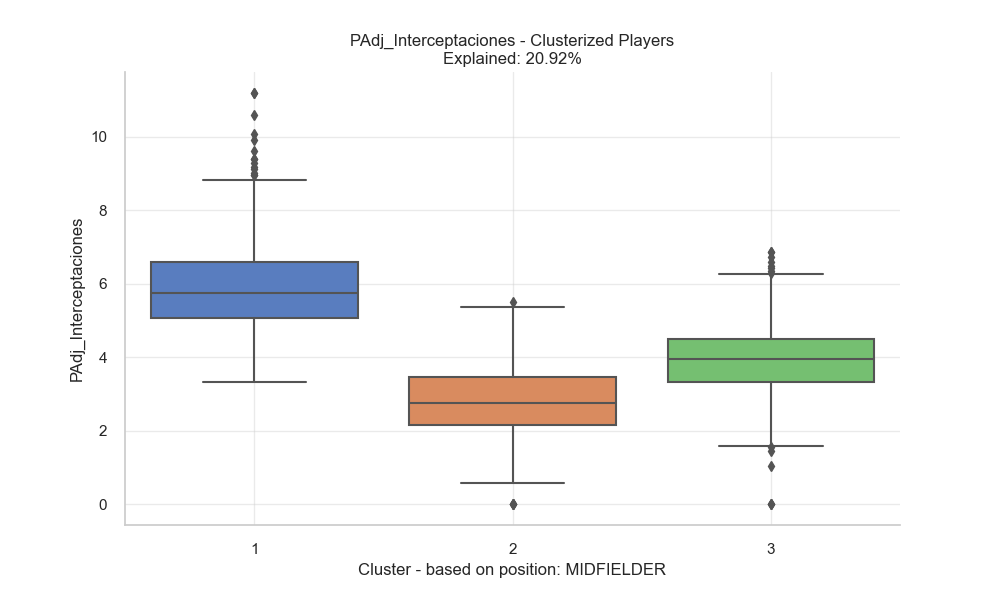 PAdj_Interceptaciones - Clusterized Players
Explained: 20.92%
PAdj_Interceptaciones
10
8
6
4
2
0
1
2
3
Cluster - based on position: MIDFIELDER